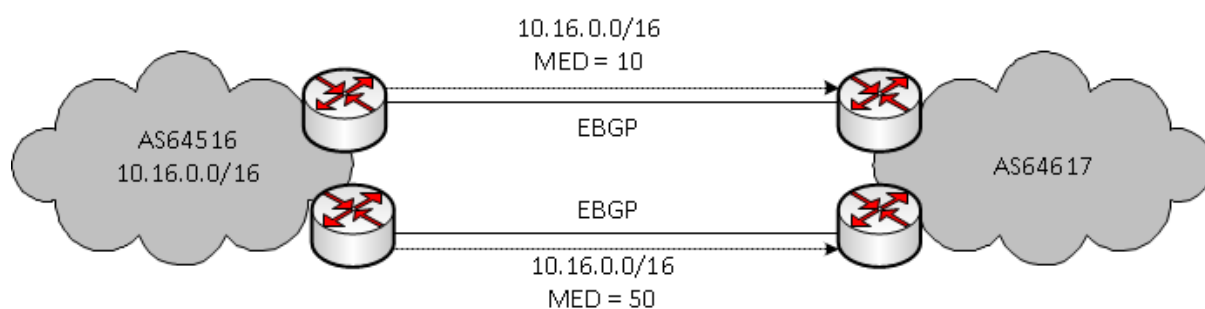 10.16.0.0/16
MED = 10
EBGP
AS64516
10.16.0.0/16
AS64617
EBGP
10.16.0.0/16
MED = 50